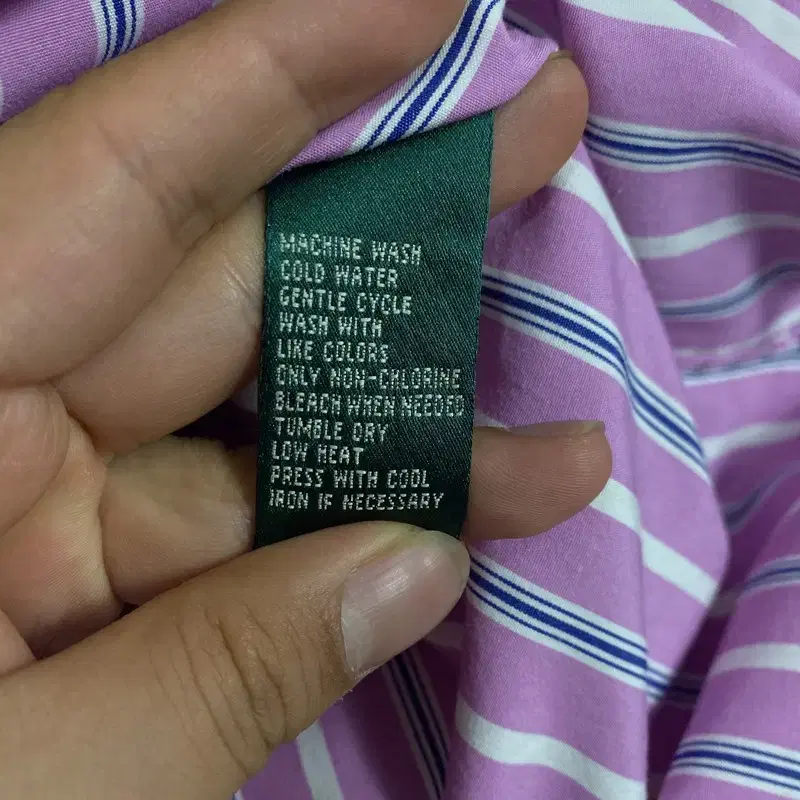 MACHINE WASH
COLD WATER
GENTLE CYCLE
WASH WITH
LIKE COLORS
ONLY NON-CHLORINE
BLEACH WHEN NEEDED
TUMBLE DRY
LOW HEAT
PRESS WITH COOL
IRON IF NECESSARY